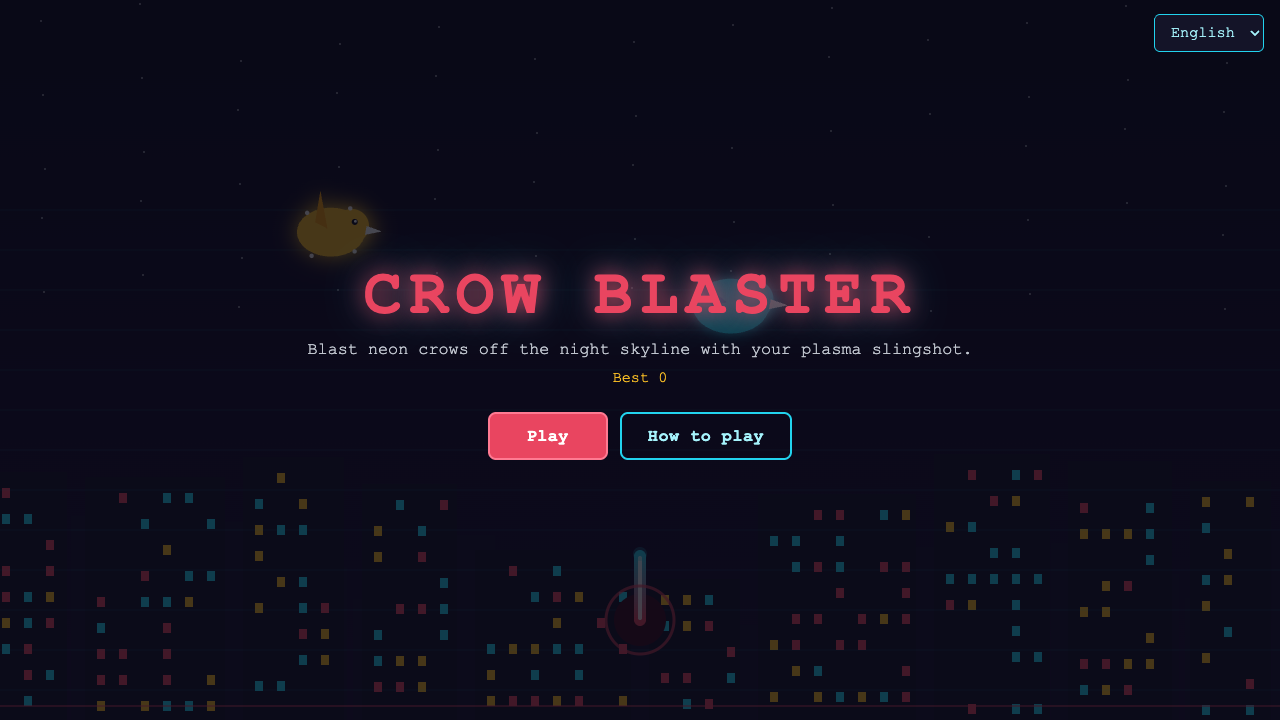 English
CROW BLASTER
Blast neon crows off the night skyline with your plasma slingshot.
Best 0
Play
How to play